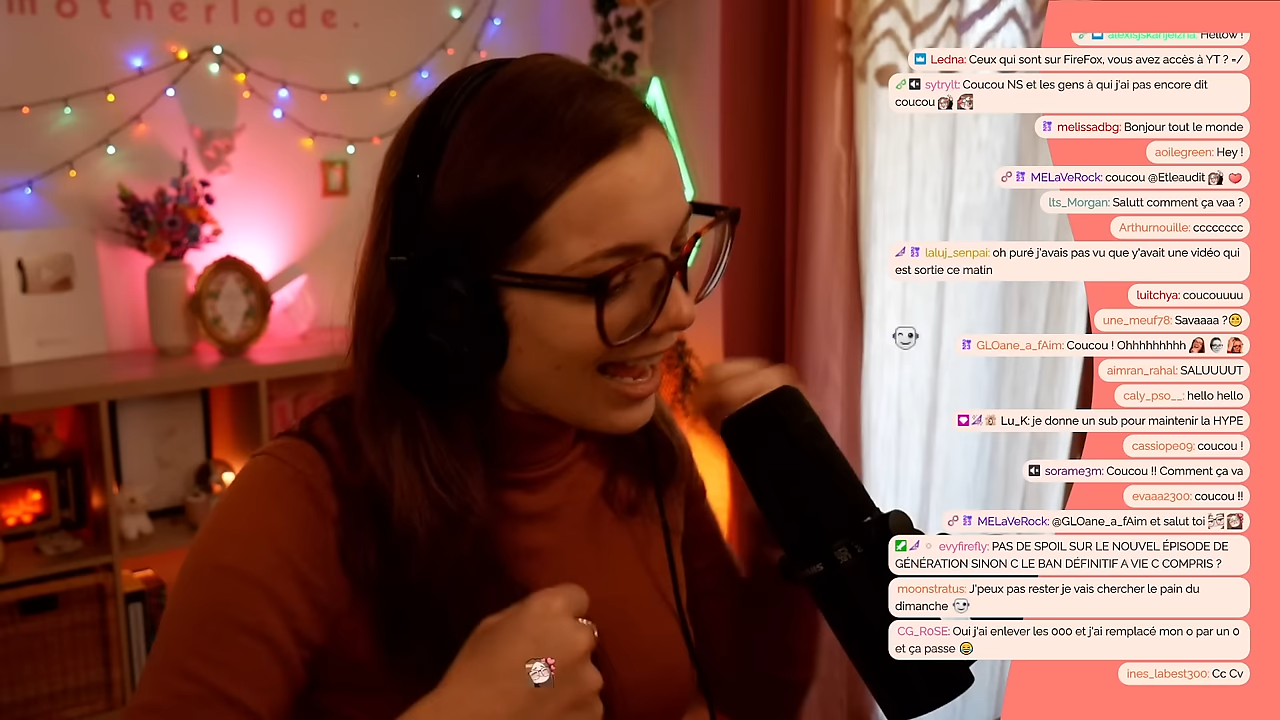 motherlode.
alexisjskahjeizha: Hellow !
Ledna: Ceux qui sont sur FireFox, vous avez accès à YT ? =/
sytrylt: Coucou NS et les gens à qui j'ai pas encore dit
coucou
melissadbg: Bonjour tout le monde
aoilegreen: Hey !
MELaVeRock: coucou @Etleaudit
lts_Morgan: Salutt comment ça vaa ?
Arthurnouille: cccccccc
laluj_senpai: oh puré j'avais pas vu que y'avait une vidéo qui
est sortie ce matin
luitchya: coucouuuu
une_meuf78: Savaaaa ?
GLOane_a_fAim: Coucou ! Ohhhhhhhhh
aimran_rahal: SALUUUUT
caly_pso__: hello hello
Lu_K: je donne un sub pour maintenir la HYPE
cassiope09: coucou !
sorame3m: Coucou !! Comment ça va
evaaa2300: coucou !!
MELaVeRock: @GLOane_a_fAim et salut toi
evyfirefly: PAS DE SPOIL SUR LE NOUVEL ÉPISODE DE
GÉNÉRATION SINON C LE BAN DÉFINITIF A VIE C COMPRIS ?
moonstratus: J'peux pas rester je vais chercher le pain du
dimanche
CG_R0SE: Oui j'ai enlever les 000 et j'ai remplacé mon o par un 0
et ça passe
ines_labest300: Cc Cv